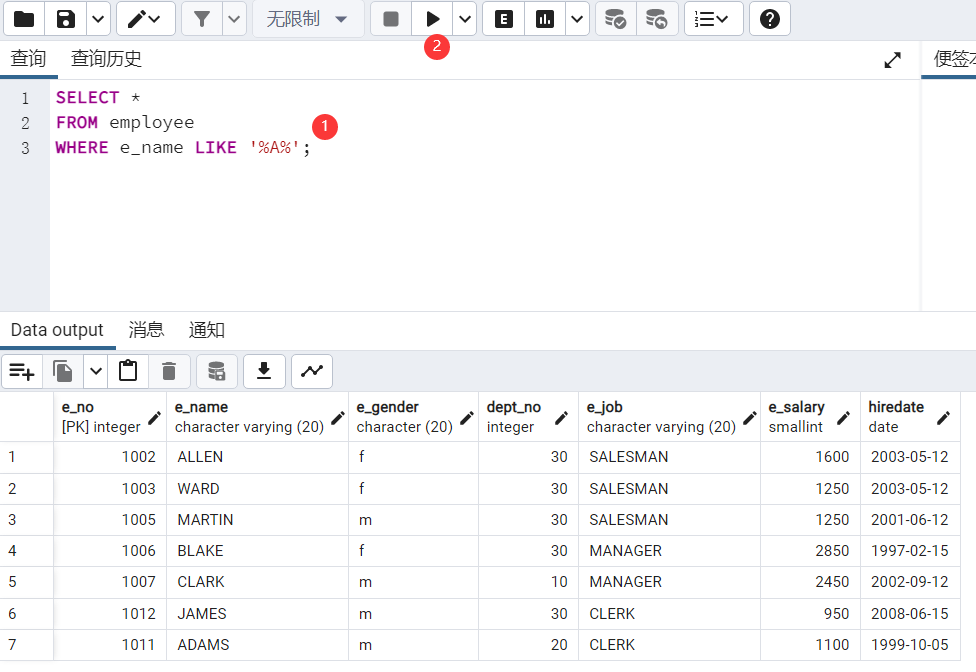 无限制
E
?
2
查询 查询历史 便签本
1 SELECT *
2 FROM employee 1
3 WHERE e_name LIKE '%A%';
Data output 消息 通知
e_no e_name e_gender dept_no e_job e_salary hiredate
[PK] integer character varying (20) character (20) integer character varying (20) smallint date
1 1002 ALLEN f 30 SALESMAN 1600 2003-05-12
2 1003 WARD f 30 SALESMAN 1250 2003-05-12
3 1005 MARTIN m 30 SALESMAN 1250 2001-06-12
4 1006 BLAKE f 30 MANAGER 2850 1997-02-15
5 1007 CLARK m 10 MANAGER 2450 2002-09-12
6 1012 JAMES m 30 CLERK 950 2008-06-15
7 1011 ADAMS m 20 CLERK 1100 1999-10-05